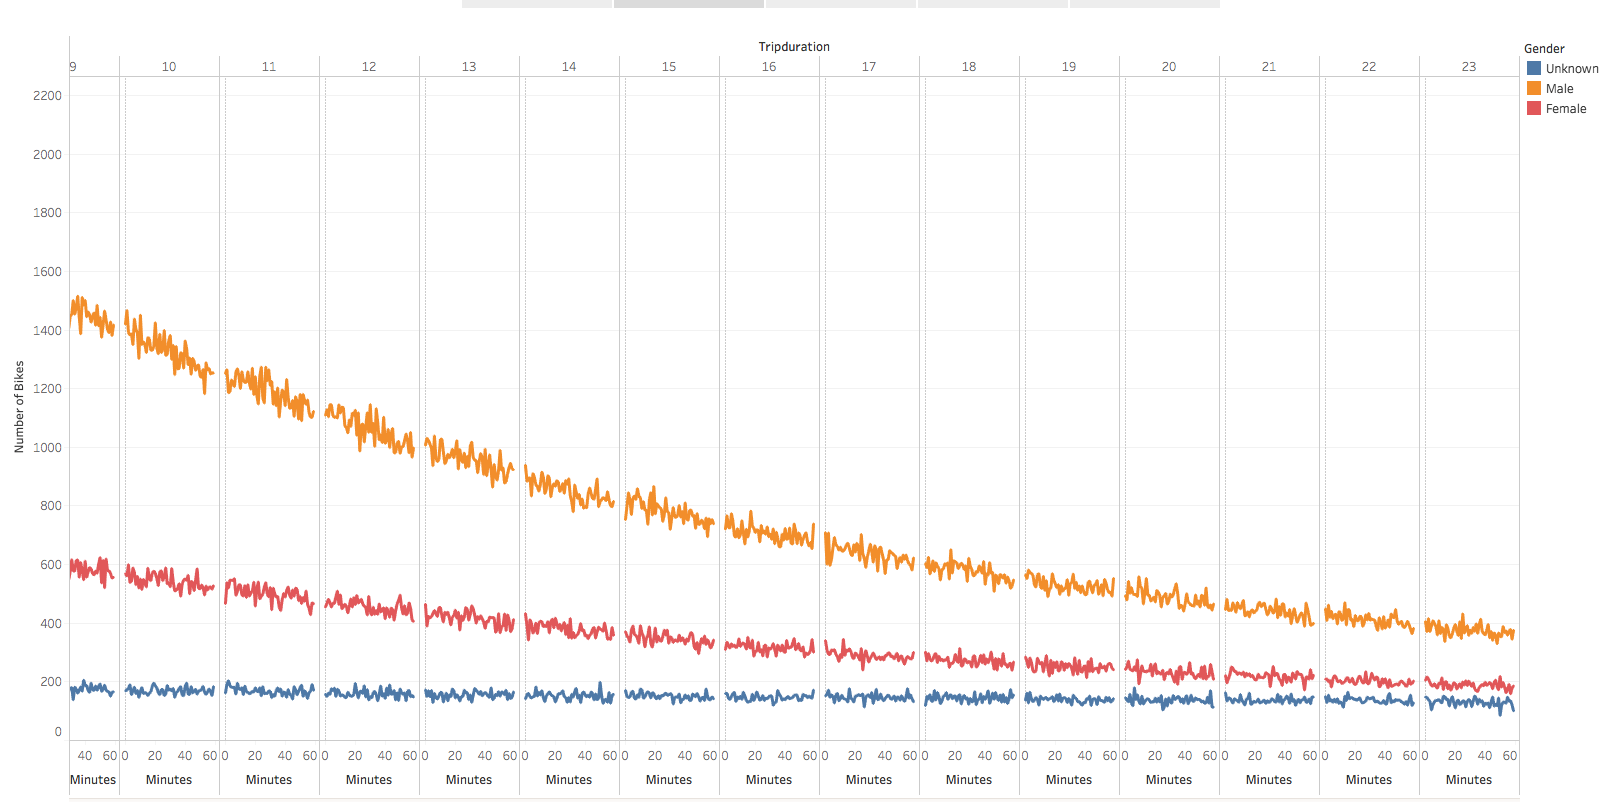 Tripduration
9 10 11 12 13 14 15 16 17 18 19 20 21 22 23
Gender
Unknown
Male
Female
2200
2000
1800
1600
1400
1200
1000
800
600
400
200
0
Number of Bikes
40 60 0 20 40 60 0 20 40 60 0 20 40 60 0 20 40 60 0 20 40 60 0 20 40 60 0 20 40 60 0 20 40 60 0 20 40 60 0 20 40 60 0 20 40 60 0 20 40 60 0 20 40 60 0 20 40 60
Minutes Minutes Minutes Minutes Minutes Minutes Minutes Minutes Minutes Minutes Minutes Minutes Minutes Minutes Minutes